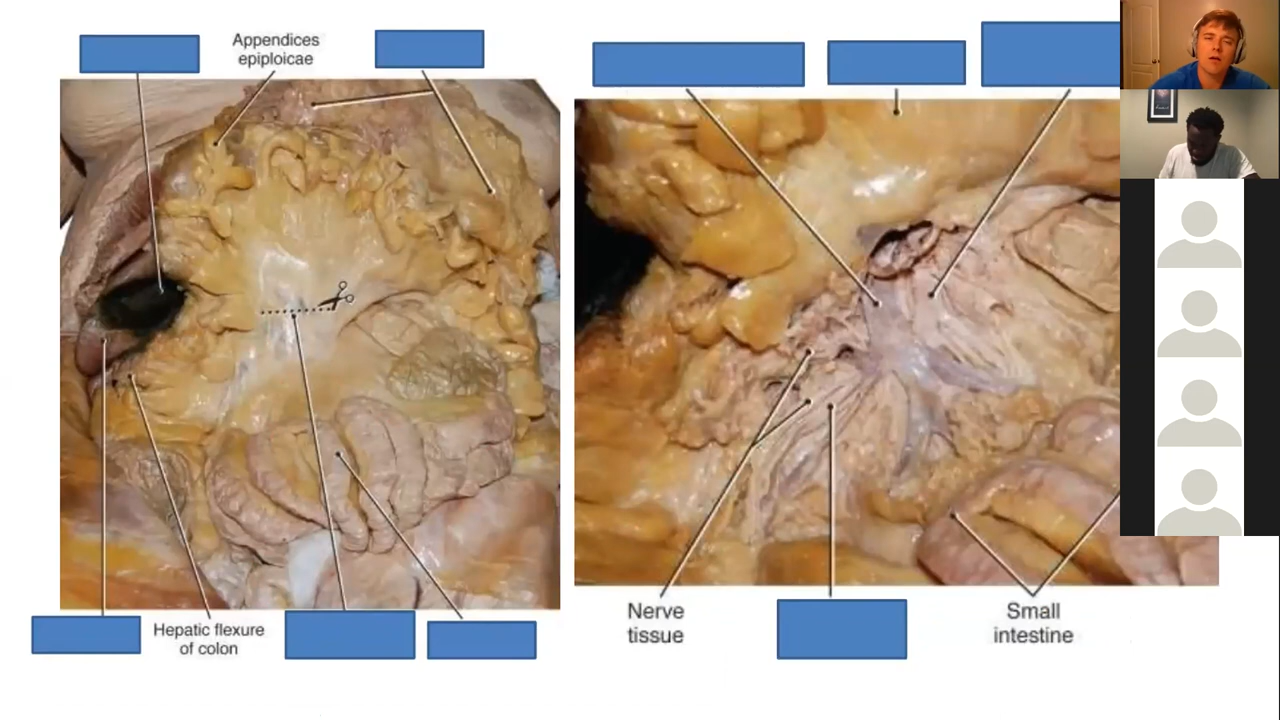 Appendices
epiploicae
Hepatic flexure
of colon
Nerve
tissue
Small
intestine